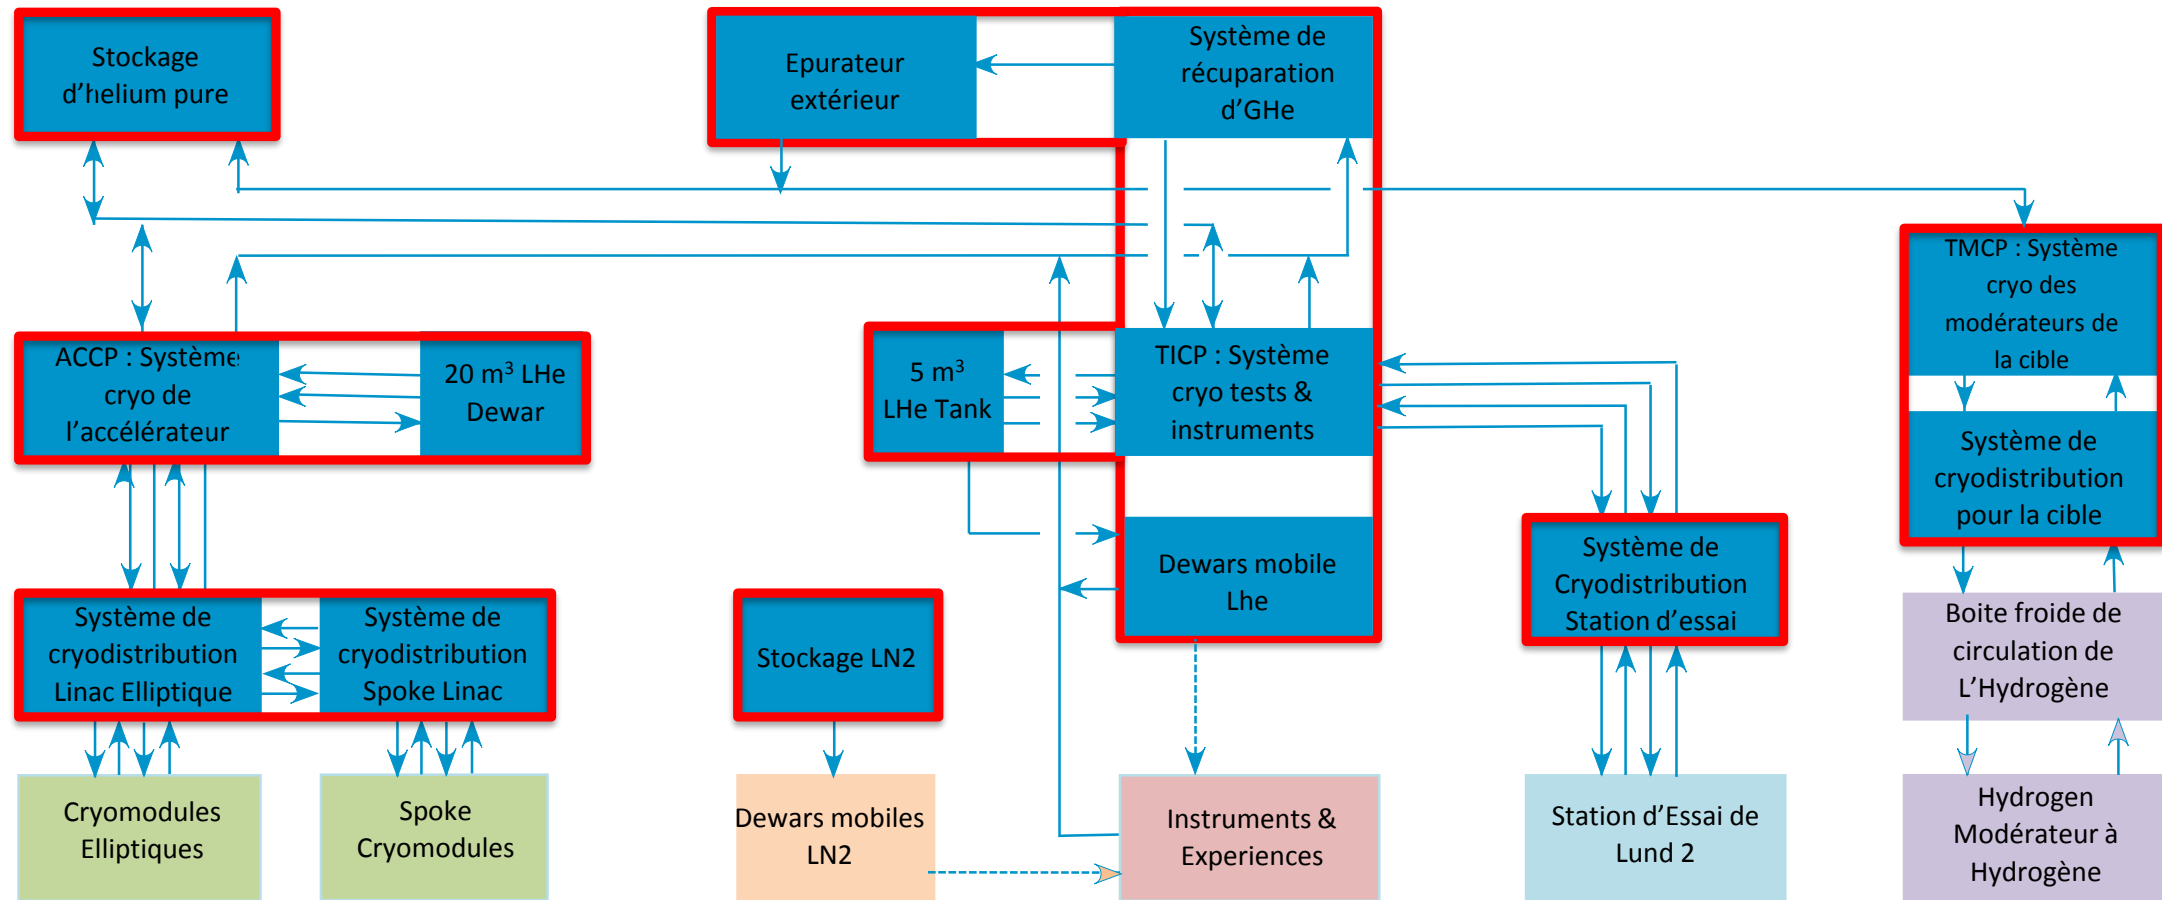 Stockage
d'helium pure
Epurateur
extérieur
Système de
récuparation
d'GHe
TMCP : Système
cryo des
modérateurs de
la cible
ACCP : Système
cryo de
l'accélérateur
20 m³ LHe
Dewar
5 m³
LHe Tank
TICP : Système
cryo tests &
instruments
Système de
cryodistribution
pour la cible
Dewars mobile
Lhe
Système de
Cryodistribution
Station d'essai
Système de
cryodistribution
Linac Elliptique
Système de
cryodistribution
Spoke Linac
Stockage LN2
Boite froide de
circulation de
L'Hydrogène
Cryomodules
Elliptiques
Spoke
Cryomodules
Dewars mobiles
LN2
Instruments &
Experiences
Station d'Essai de
Lund 2
Hydrogen
Modérateur à
Hydrogène